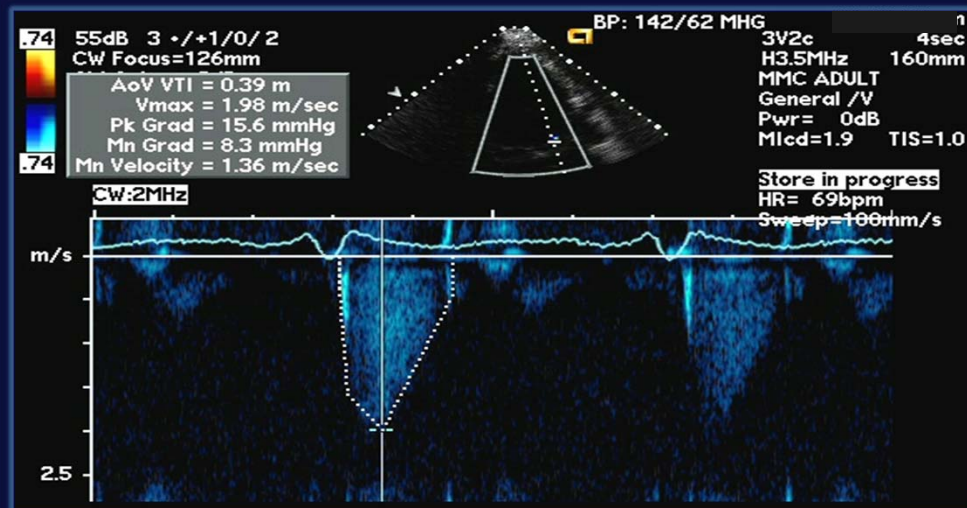 BP: 142/62 MHG
.74
55dB 3 •/+1/0/2
CW Focus=126mm
AoV VTI = 0.39 m
Vmax = 1.98 m/sec
Pk Grad = 15.6 mmHg
Mn Grad = 8.3 mmHg
Mn Velocity = 1.36 m/sec
.74
3V2c 4sec
H3.5MHz 160mm
MMC ADULT
General /V
Pwr= 0dB
MIcd=1.9 TIS=1.0
Store in progress
HR= 69bpm
Sweep=100mm/s
CW:2MHz
m/s
2.5